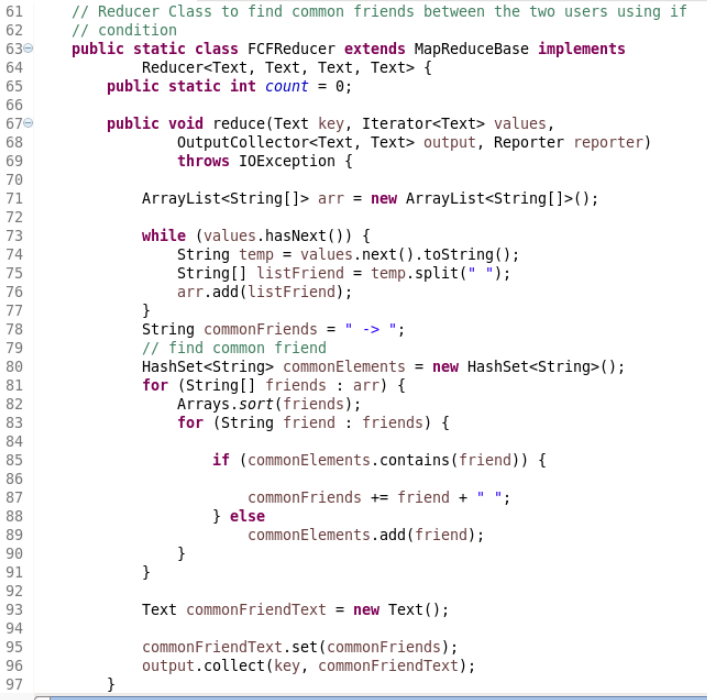 61 // Reducer Class to find common friends between the two users using if
62 // condition
63 public static class FCFReducer extends MapReduceBase implements
64 Reducer<Text, Text, Text, Text> {
65 public static int count = 0;
66
67 public void reduce(Text key, Iterator<Text> values,
68 OutputCollector<Text, Text> output, Reporter reporter)
69 throws IOException {
70
71 ArrayList<String[]> arr = new ArrayList<String[]>();
72
73 while (values.hasNext()) {
74 String temp = values.next().toString();
75 String[] listFriend = temp.split(" ");
76 arr.add(listFriend);
77 }
78 String commonFriends = " -> ";
79 // find common friend
80 HashSet<String> commonElements = new HashSet<String>();
81 for (String[] friends : arr) {
82 Arrays.sort(friends);
83 for (String friend : friends) {
84
85 if (commonElements.contains(friend)) {
86
87 commonFriends += friend + " ";
88 } else
89 commonElements.add(friend);
90 }
91 }
92
93 Text commonFriendText = new Text();
94
95 commonFriendText.set(commonFriends);
96 output.collect(key, commonFriendText);
97 }